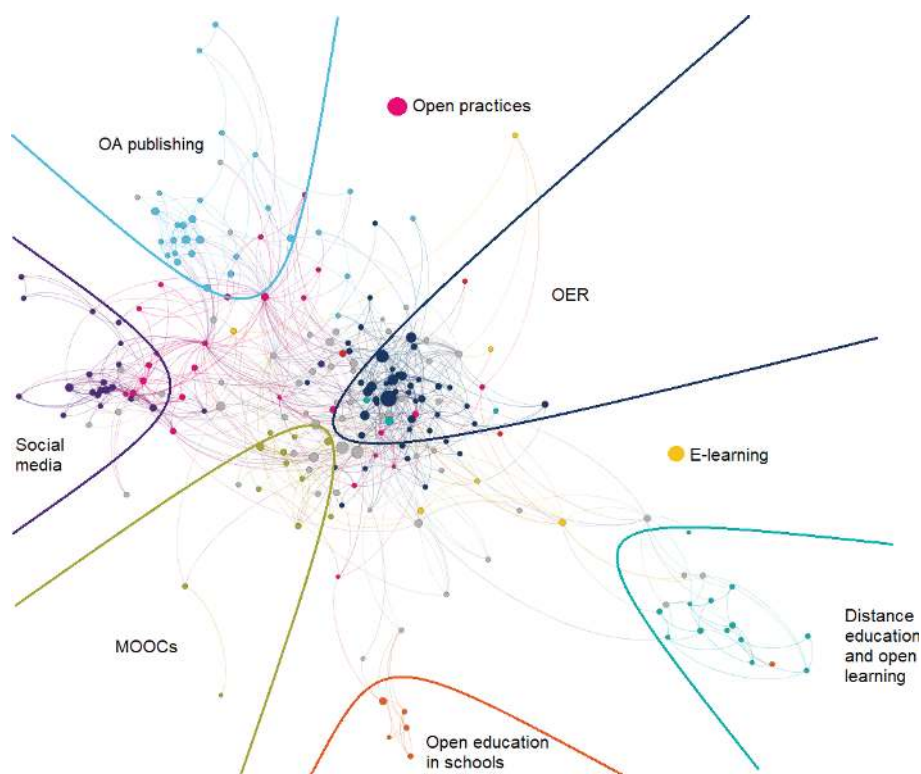 Open practices
OA publishing
OER
Social
media
E-learning
MOOCs
Distance
education
and open
learning
Open education
in schools